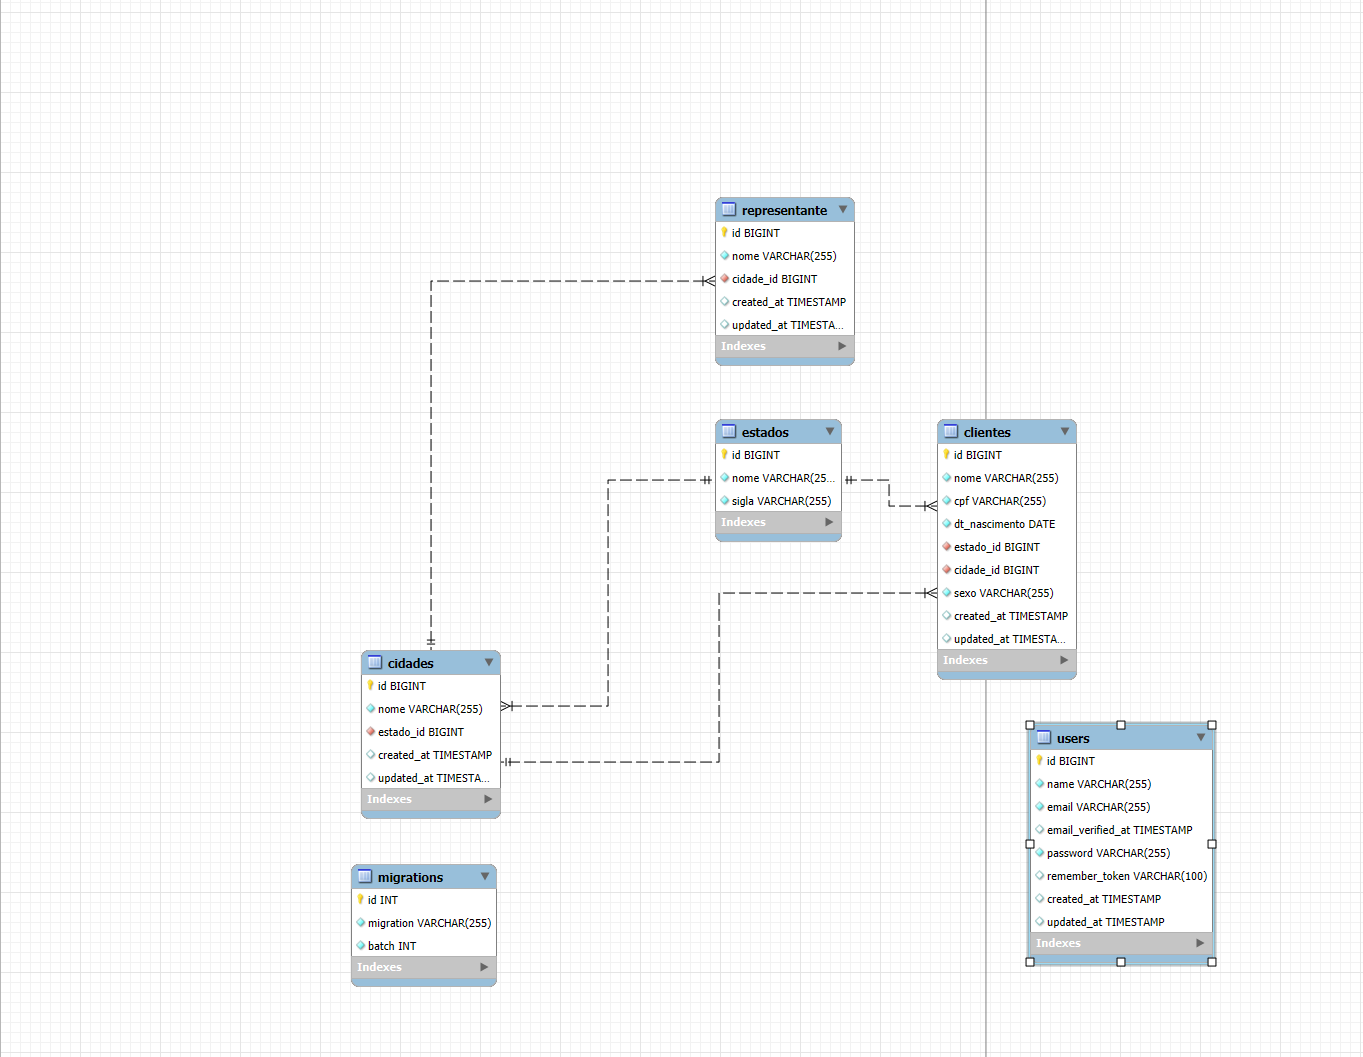 representante
id BIGINT
nome VARCHAR(255)
cidade_id BIGINT
created_at TIMESTAMP
updated_at TIMESTA...
Indexes
estados
id BIGINT
nome VARCHAR(25...
sigla VARCHAR(255)
Indexes
clientes
id BIGINT
nome VARCHAR(255)
cpf VARCHAR(255)
dt_nascimento DATE
estado_id BIGINT
cidade_id BIGINT
sexo VARCHAR(255)
created_at TIMESTAMP
updated_at TIMESTA...
Indexes
cidades
id BIGINT
nome VARCHAR(255)
estado_id BIGINT
created_at TIMESTAMP
updated_at TIMESTA...
Indexes
users
id BIGINT
name VARCHAR(255)
email VARCHAR(255)
email_verified_at TIMESTAMP
password VARCHAR(255)
remember_token VARCHAR(100)
created_at TIMESTAMP
updated_at TIMESTAMP
Indexes
migrations
id INT
migration VARCHAR(255)
batch INT
Indexes